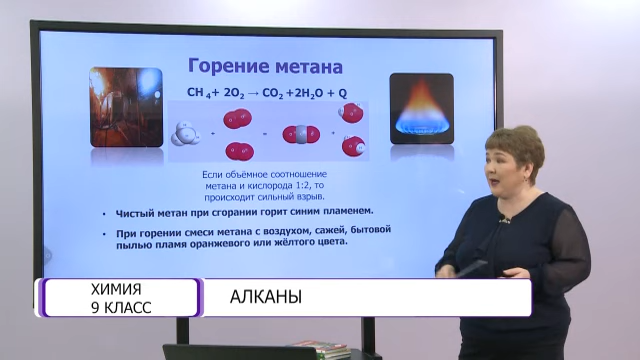 Горение метана
CH4 + 2O2 → CO2 +2H2O + Q
+ = +
Если объёмное соотношение
метана и кислорода 1:2, то
происходит сильный взрыв.
• Чистый метан при сгорании горит синим пламенем.
• При горении смеси метана с воздухом, сажей, бытовой
пылью пламя оранжевого или жёлтого цвета.
ХИМИЯ
9 КЛАСС
АЛКАНЫ